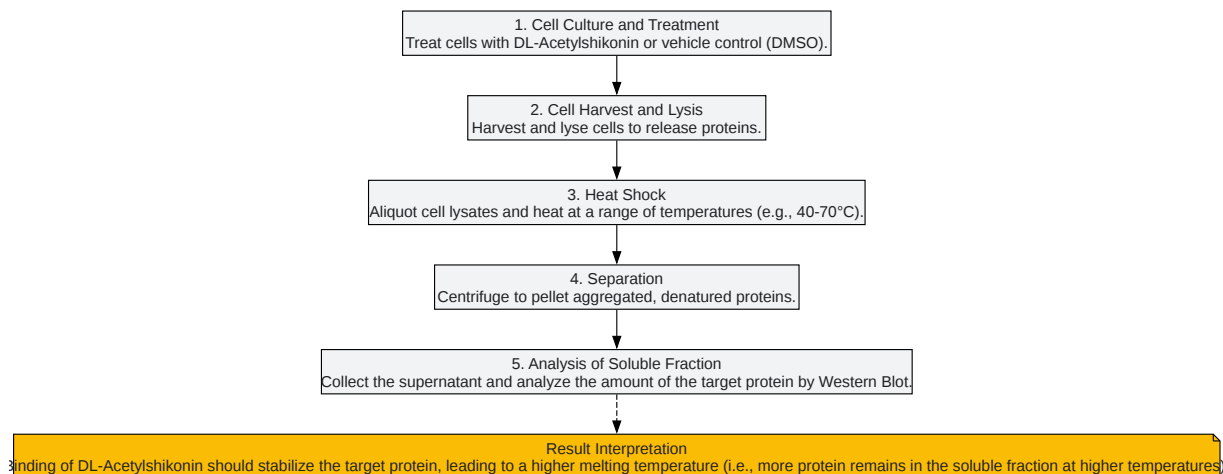 1. Cell Culture and Treatment
Treat cells with DL-Acetylshikonin or vehicle control (DMSO).
2. Cell Harvest and Lysis
Harvest and lyse cells to release proteins.
3. Heat Shock
Aliquot cell lysates and heat at a range of temperatures (e.g., 40-70°C).
4. Separation
Centrifuge to pellet aggregated, denatured proteins.
5. Analysis of Soluble Fraction
Collect the supernatant and analyze the amount of the target protein by Western Blot.
Result Interpretation
Binding of DL-Acetylshikonin should stabilize the target protein, leading to a higher melting temperature (i.e., more protein remains in the soluble fraction at higher temperatures)